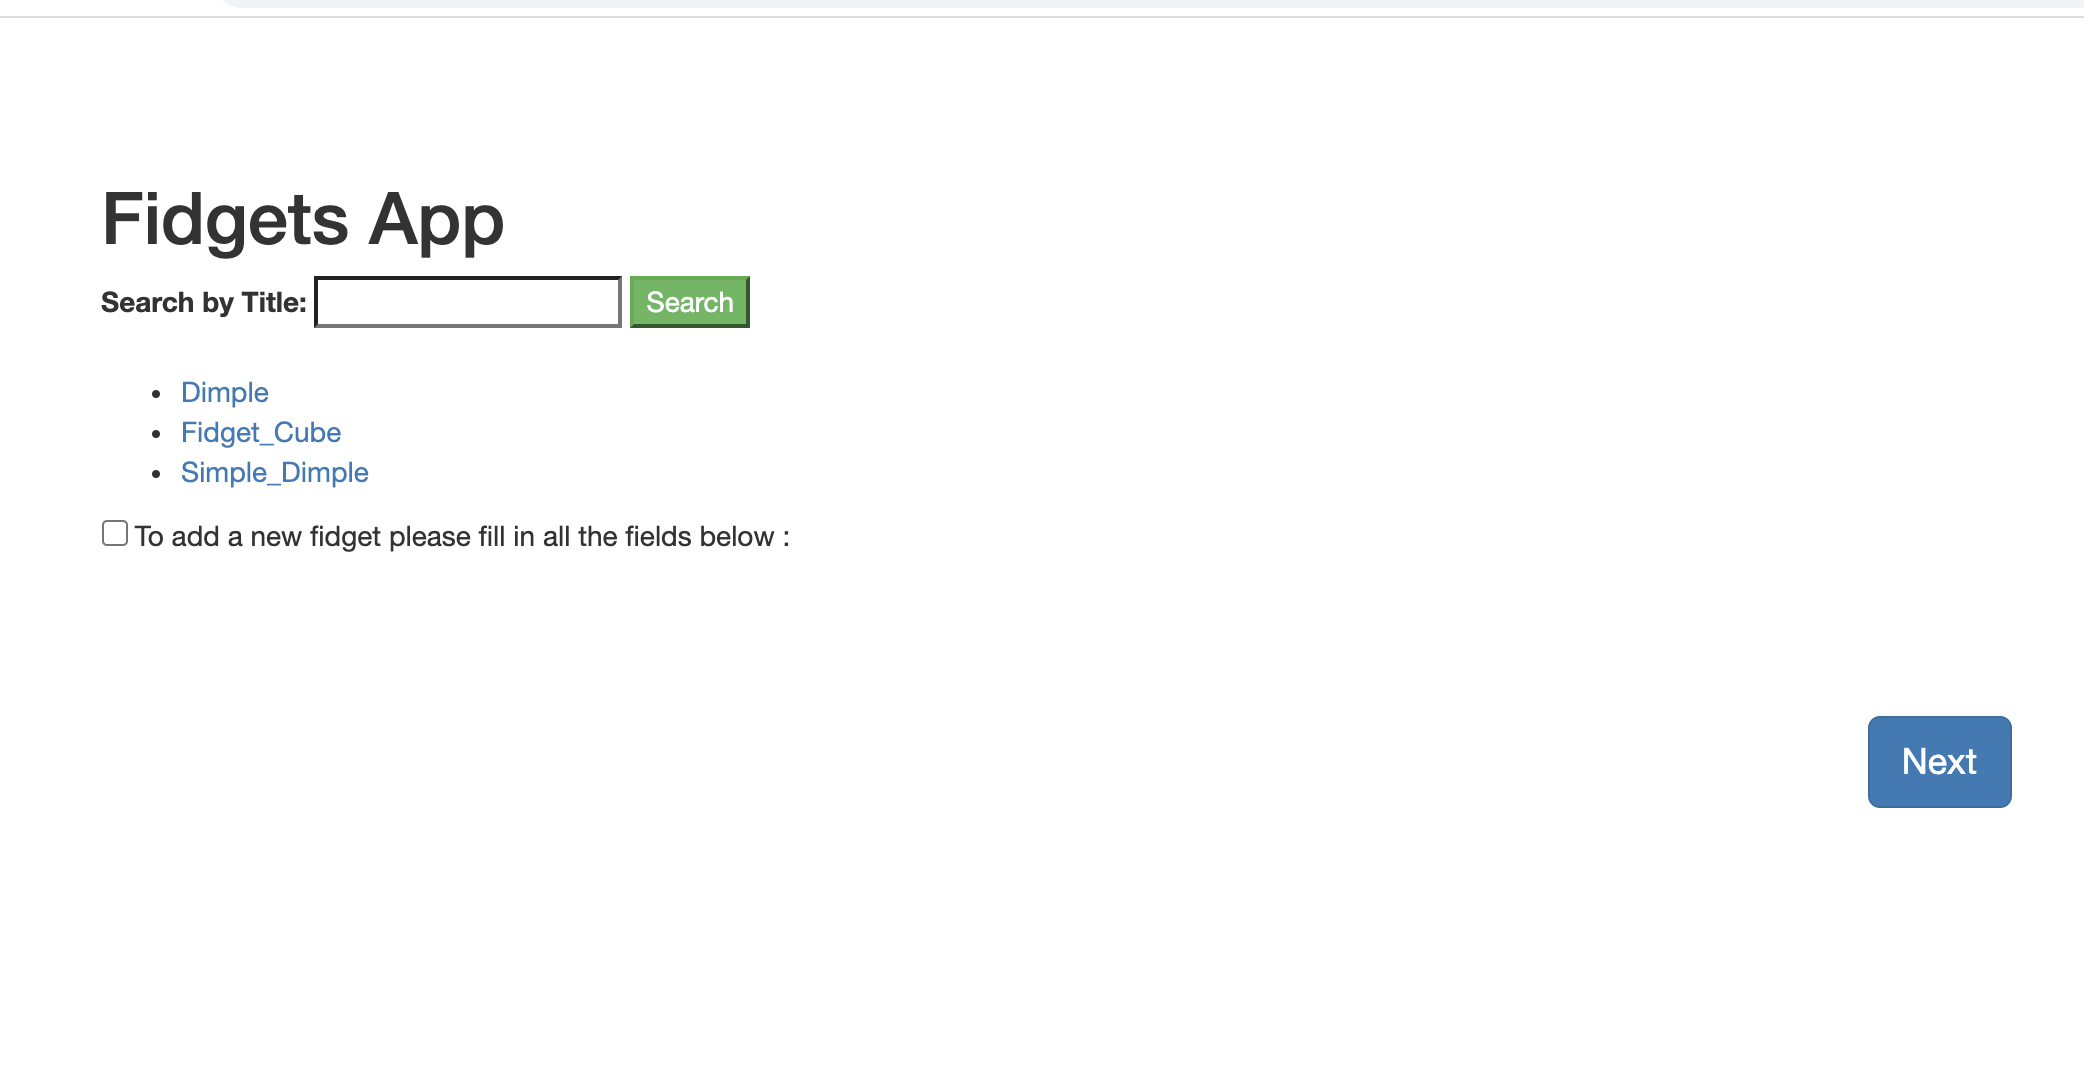 Fidgets App
Search by Title: Search
Dimple
Fidget_Cube
Simple_Dimple
To add a new fidget please fill in all the fields below :
Next